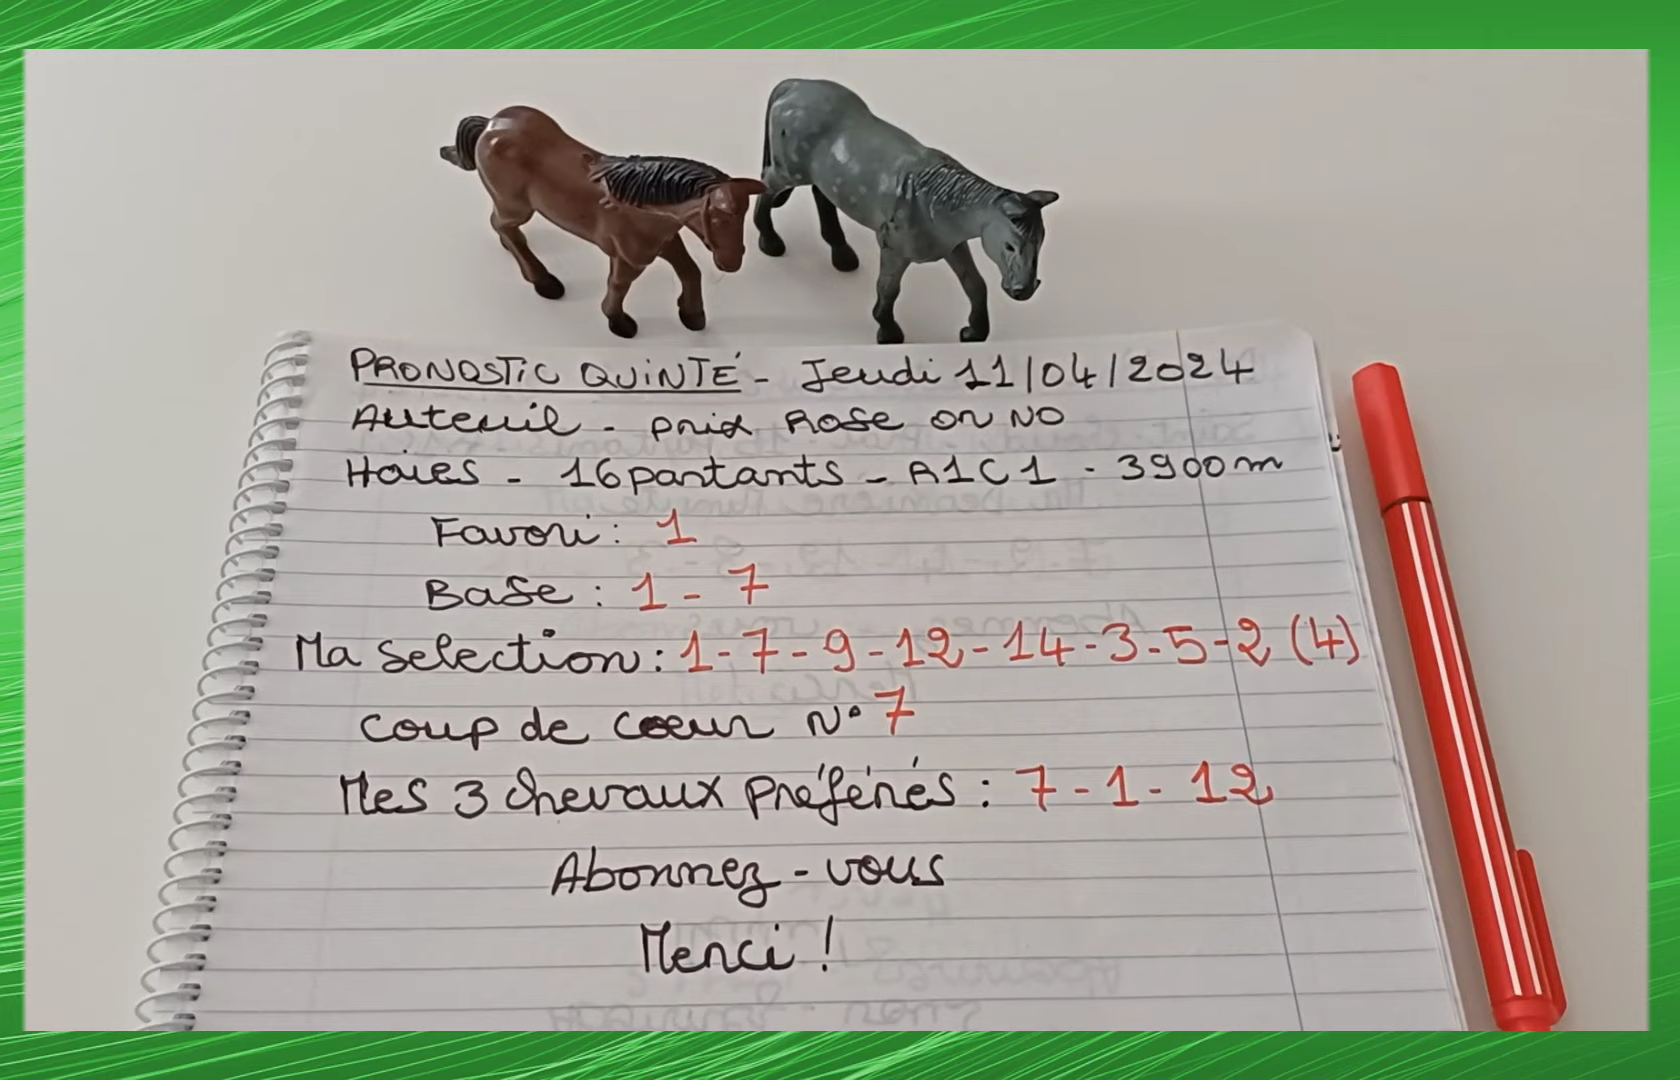 PRONOSTIC QUINTÉ - Jeudi 11/04/2024
Auteuil - prix Rose or NO
Haies - 16 partants - R1C1 - 3900m
Favori : 1
Base : 1 - 7
Ma selection : 1 - 7 - 9 - 12 - 14 - 3 - 5 - 2 (4)
coup de coeur N° 7
Mes 3 chevaux préférés : 7 - 1 - 12
Abonnez-vous
Merci !